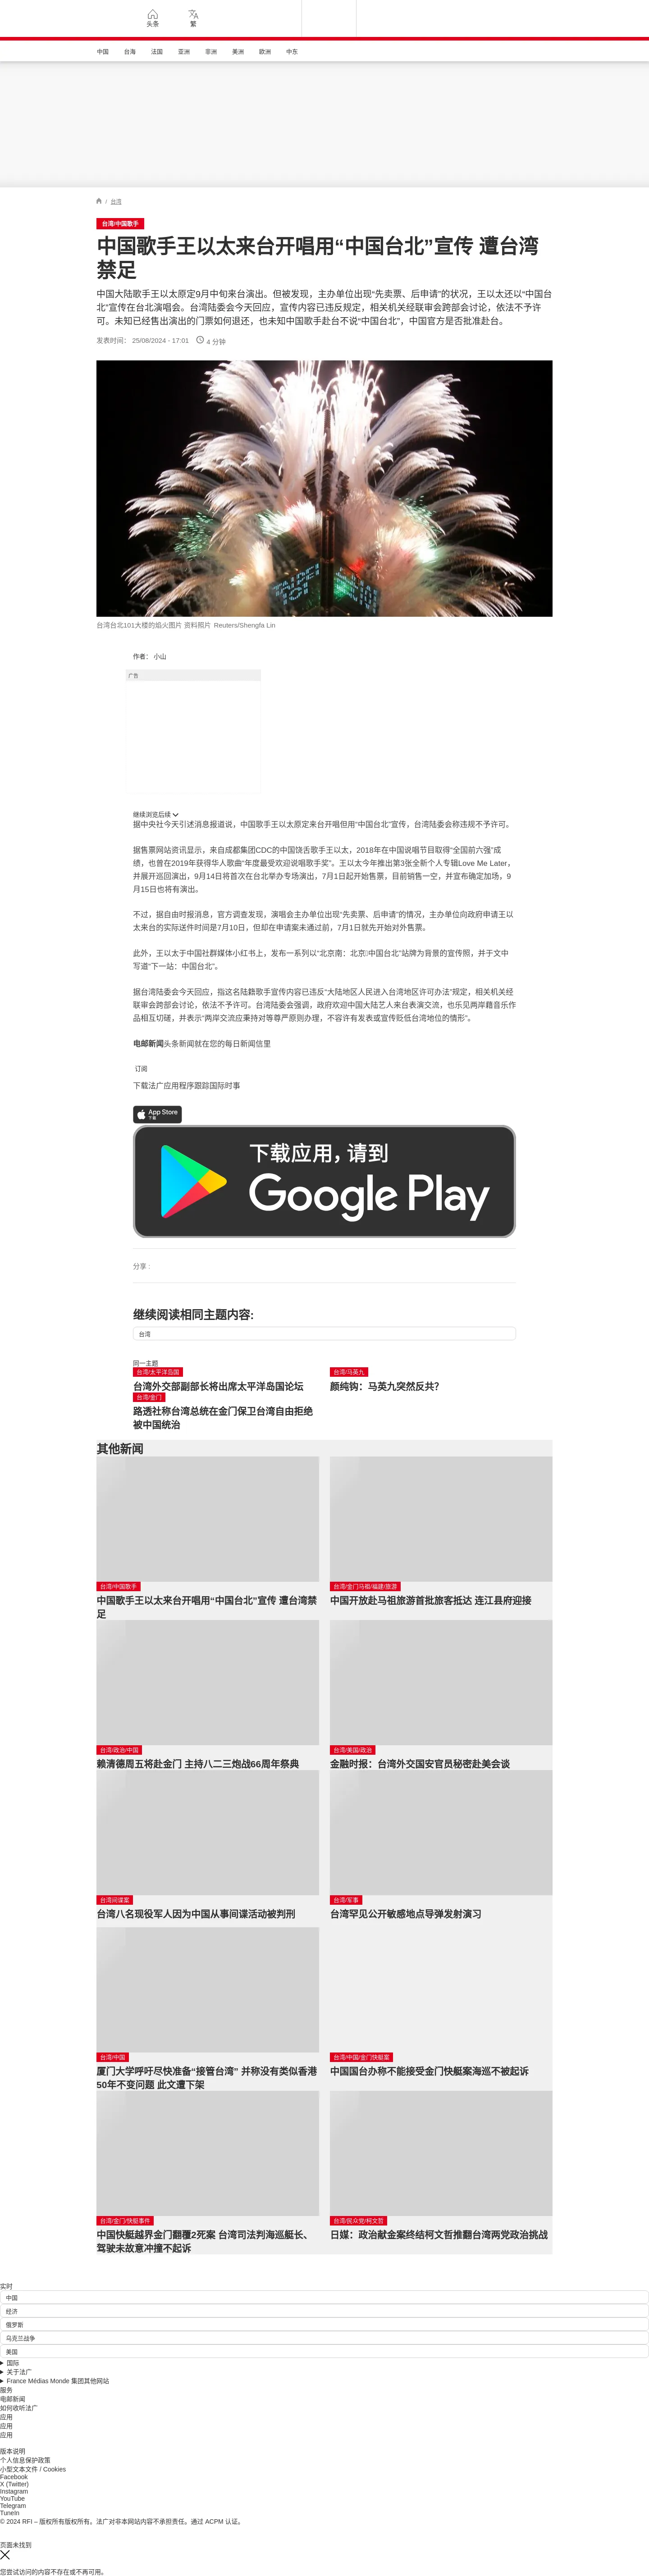 头条
繁
中国 台海 法国 亚洲 非洲 美洲 欧洲 中东
/ 台湾
台湾/中国歌手
中国歌手王以太来台开唱用“中国台北”宣传 遭台湾
禁足
中国大陆歌手王以太原定9月中旬来台演出。但被发现，主办单位出现“先卖票、后申请”的状况，王以太还以“中国台
北”宣传在台北演唱会。台湾陆委会今天回应，宣传内容已违反规定，相关机关经联审会跨部会讨论，依法不予许
可。未知已经售出演出的门票如何退还，也未知中国歌手赴台不说“中国台北”，中国官方是否批准赴台。
发表时间： 25/08/2024 - 17:01 4 分钟
台湾台北101大楼的焰火图片 资料照片 Reuters/Shengfa Lin
作者： 小山
广告
继续浏览后续
据中央社今天引述消息报道说，中国歌手王以太原定来台开唱但用“中国台北”宣传，台湾陆委会称违规不予许可。
据售票网站资讯显示，来自成都集团CDC的中国饶舌歌手王以太，2018年在中国说唱节目取得“全国前六强”成
绩，也曾在2019年获得华人歌曲“年度最受欢迎说唱歌手奖”。王以太今年推出第3张全新个人专辑Love Me Later，
并展开巡回演出，9月14日将首次在台北举办专场演出，7月1日起开始售票，目前销售一空，并宣布确定加场，9
月15日也将有演出。
不过，据自由时报消息，官方调查发现，演唱会主办单位出现“先卖票、后申请”的情况，主办单位向政府申请王以
太来台的实际送件时间是7月10日，但却在申请案未通过前，7月1日就先开始对外售票。
此外，王以太于中国社群媒体小红书上，发布一系列以“北京南：北京中国台北”站牌为背景的宣传照，并于文中
写道“下一站：中国台北”。
据台湾陆委会今天回应，指这名陆籍歌手宣传内容已违反“大陆地区人民进入台湾地区许可办法”规定，相关机关经
联审会跨部会讨论，依法不予许可。台湾陆委会强调，政府欢迎中国大陆艺人来台表演交流，也乐见两岸藉音乐作
品相互切磋，并表示“两岸交流应秉持对等尊严原则办理，不容许有发表或宣传贬低台湾地位的情形”。
电邮新闻头条新闻就在您的每日新闻信里
订阅
下载法广应用程序跟踪国际时事
App Store
下载
下载应用，请到
Google Play
分享 :
继续阅读相同主题内容:
台湾
同一主题
台湾/太平洋岛国
台湾外交部副部长将出席太平洋岛国论坛
台湾/马英九
颜纯钩：马英九突然反共？
台湾/金门
路透社称台湾总统在金门保卫台湾自由拒绝
被中国统治
其他新闻
台湾/中国歌手
中国歌手王以太来台开唱用“中国台北”宣传 遭台湾禁
足
台湾/金门马祖/福建/旅游
中国开放赴马祖旅游首批旅客抵达 连江县府迎接
台湾/政治/中国
赖清德周五将赴金门 主持八二三炮战66周年祭典
台湾/美国/政治
金融时报：台湾外交国安官员秘密赴美会谈
台湾间谍案
台湾八名现役军人因为中国从事间谍活动被判刑
台湾/军事
台湾罕见公开敏感地点导弹发射演习
台湾/中国
厦门大学呼吁尽快准备“接管台湾” 并称没有类似香港
50年不变问题 此文遭下架
台湾/中国/金门快艇案
中国国台办称不能接受金门快艇案海巡不被起诉
台湾/金门/快艇事件
中国快艇越界金门翻覆2死案 台湾司法判海巡艇长、
驾驶未故意冲撞不起诉
台湾/民众党/柯文哲
日媒：政治献金案终结柯文哲推翻台湾两党政治挑战
实时
中国
经济
俄罗斯
乌克兰战争
美国
国际
关于法广
France Médias Monde 集团其他网站
服务
电邮新闻
如何收听法广
应用
应用
应用
版本说明
个人信息保护政策
小型文本文件 / Cookies
Facebook
X (Twitter)
Instagram
YouTube
Telegram
TuneIn
© 2024 RFI – 版权所有版权所有。法广对非本网站内容不承担责任。通过 ACPM 认证。
页面未找到
您尝试访问的内容不存在或不再可用。